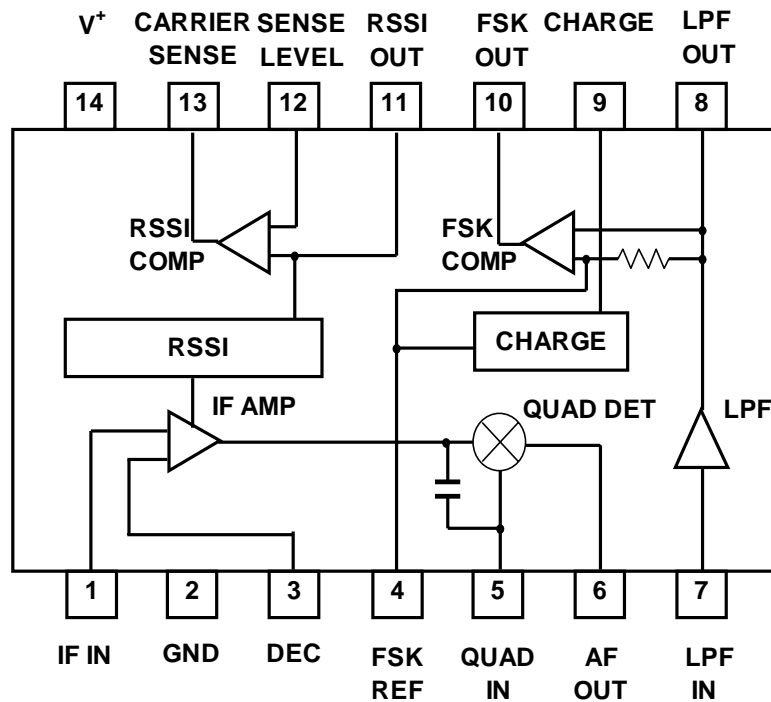 V+ CARRIER SENSE RSSI FSK CHARGE LPF
SENSE LEVEL OUT OUT OUT
14 13 12 11 10 9 8
RSSI COMP
FSK COMP
RSSI
CHARGE
IF AMP
QUAD DET
LPF
1 2 3 4 5 6 7
IF IN GND DEC FSK QUAD AF LPF
REF IN OUT IN